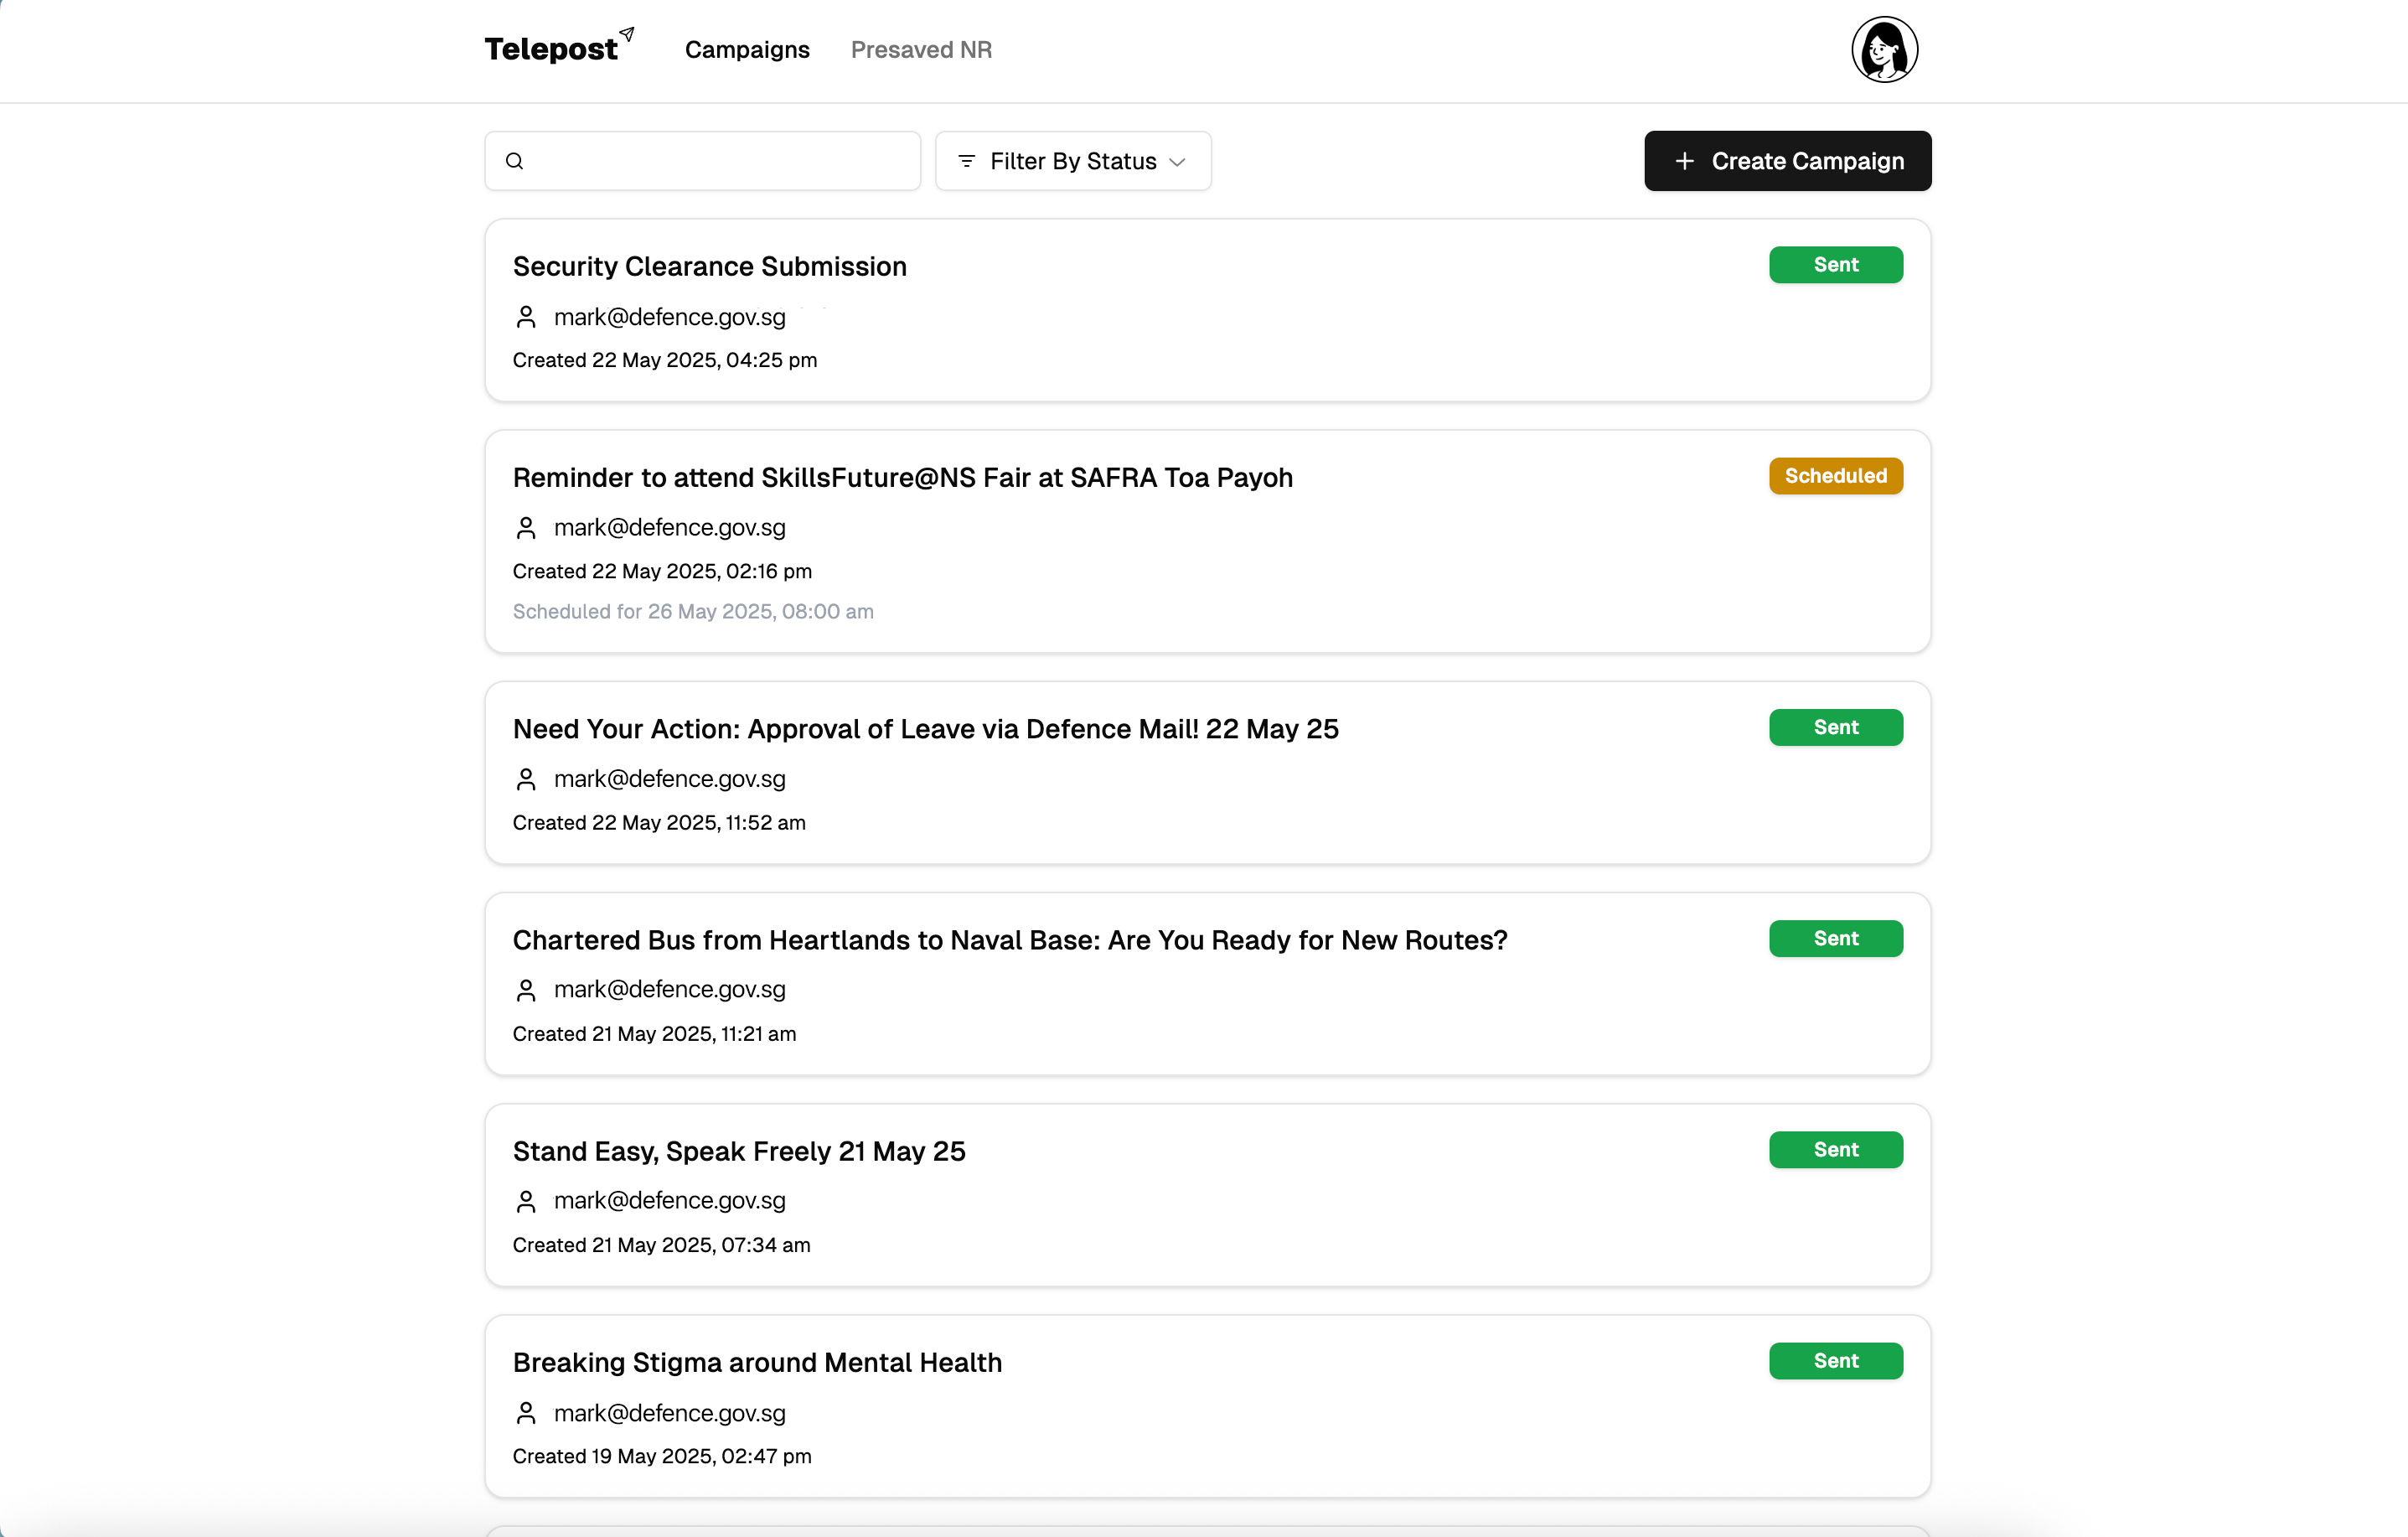 Telepost
Campaigns
Presaved NR
Filter By Status
Create Campaign
Security Clearance Submission
Sent
mark@defence.gov.sg
Created 22 May 2025, 04:25 pm
Reminder to attend SkillsFuture@NS Fair at SAFRA Toa Payoh
Scheduled
mark@defence.gov.sg
Created 22 May 2025, 02:16 pm
Scheduled for 26 May 2025, 08:00 am
Need Your Action: Approval of Leave via Defence Mail! 22 May 25
Sent
mark@defence.gov.sg
Created 22 May 2025, 11:52 am
Chartered Bus from Heartlands to Naval Base: Are You Ready for New Routes?
Sent
mark@defence.gov.sg
Created 21 May 2025, 11:21 am
Stand Easy, Speak Freely 21 May 25
Sent
mark@defence.gov.sg
Created 21 May 2025, 07:34 am
Breaking Stigma around Mental Health
Sent
mark@defence.gov.sg
Created 19 May 2025, 02:47 pm